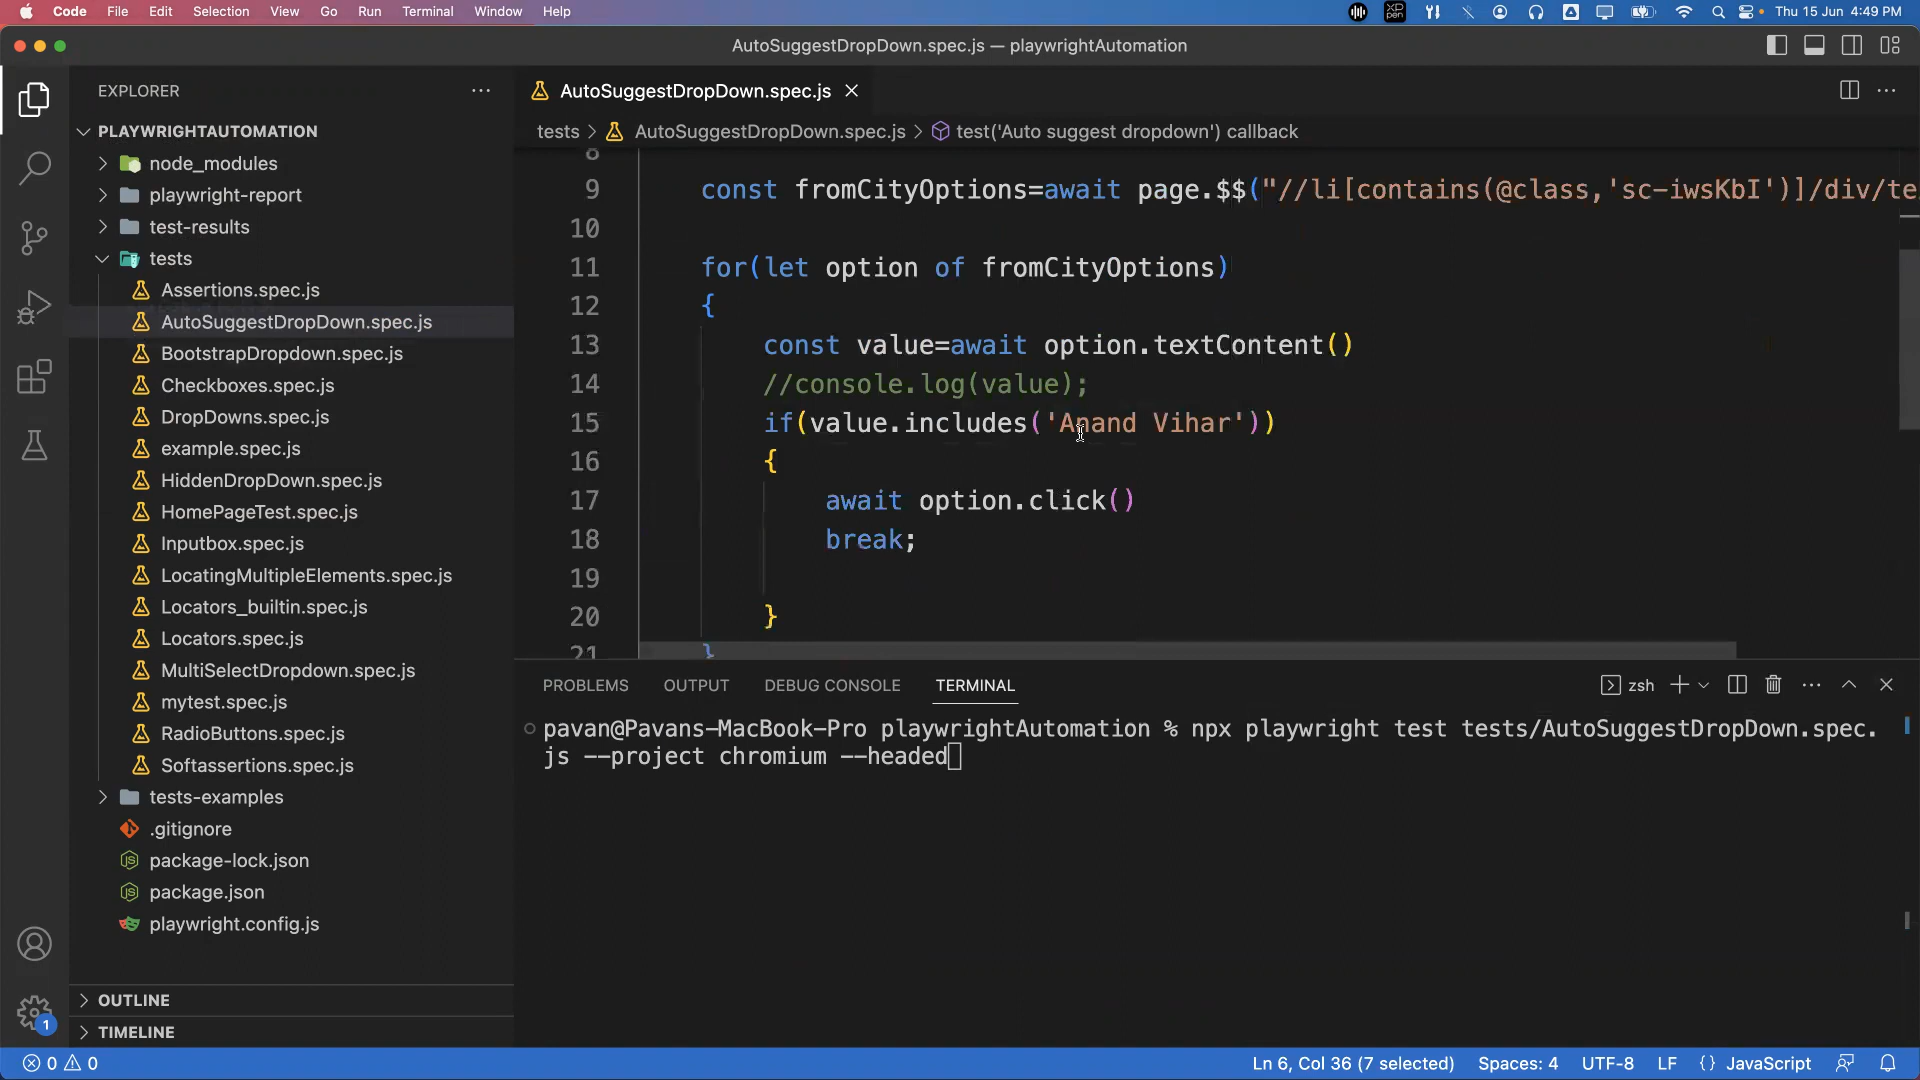 Code File Edit Selection View Go Run Terminal Window Help Thu 15 Jun 4:49 PM
AutoSuggestDropDown.spec.js — playwrightAutomation
EXPLORER
PLAYWRIGHTAUTOMATION
node_modules
playwright-report
test-results
tests
Assertions.spec.js
AutoSuggestDropDown.spec.js
BootstrapDropdown.spec.js
Checkboxes.spec.js
DropDowns.spec.js
example.spec.js
HiddenDropDown.spec.js
HomePageTest.spec.js
Inputbox.spec.js
LocatingMultipleElements.spec.js
Locators_builtin.spec.js
Locators.spec.js
MultiSelectDropdown.spec.js
mytest.spec.js
RadioButtons.spec.js
Softassertions.spec.js
tests-examples
.gitignore
package-lock.json
package.json
playwright.config.js
OUTLINE
TIMELINE
AutoSuggestDropDown.spec.js
tests > AutoSuggestDropDown.spec.js > test('Auto suggest dropdown') callback
8
9 const fromCityOptions=await page.$$("//li[contains(@class,'sc-iwsKbI')]/div/te
10
11 for(let option of fromCityOptions)
12 {
13 const value=await option.textContent()
14 //console.log(value);
15 if(value.includes('Anand Vihar'))
16 {
17 await option.click()
18 break;
19
20 }
21 }
PROBLEMS OUTPUT DEBUG CONSOLE TERMINAL zsh
pavan@Pavans-MacBook-Pro playwrightAutomation % npx playwright test tests/AutoSuggestDropDown.spec.
js --project chromium --headed
1
0 0 Ln 6, Col 36 (7 selected) Spaces: 4 UTF-8 LF {} JavaScript